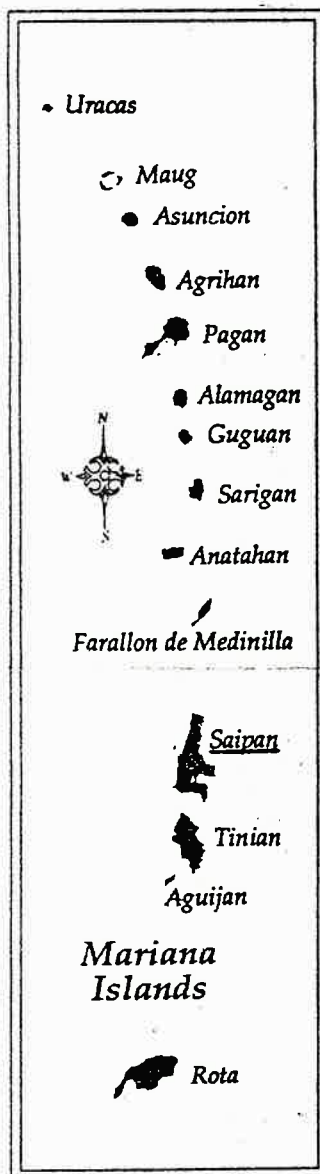 Uracas
Maug
Asuncion
Agrihan
Pagan
Alamagan
Guguan
N
W E
S
Sarigan
Anatahan
Farallon de Medinilla
Saipan
Tinian
Aguijan
Mariana
Islands
Rota